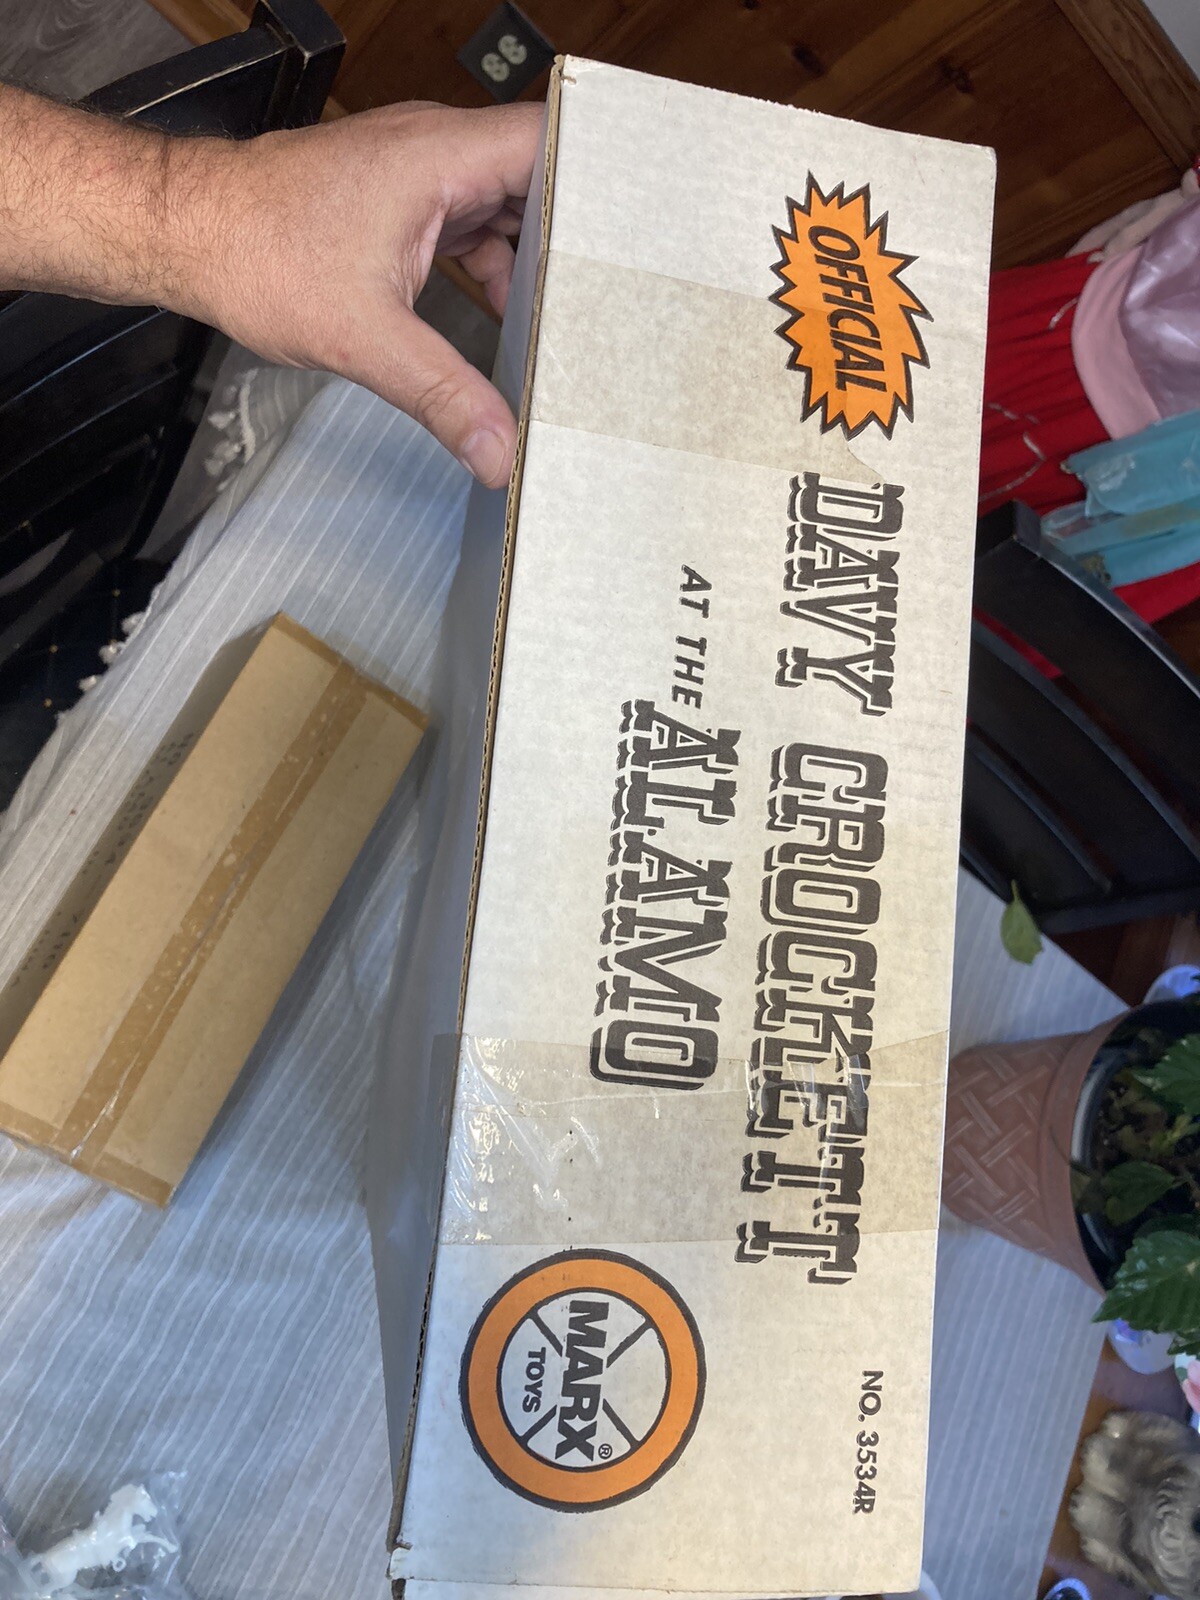 OFFICIAL
DAVY CROCKETT
AT THE ALAMO
NO. 3534R
MARX®
TOYS